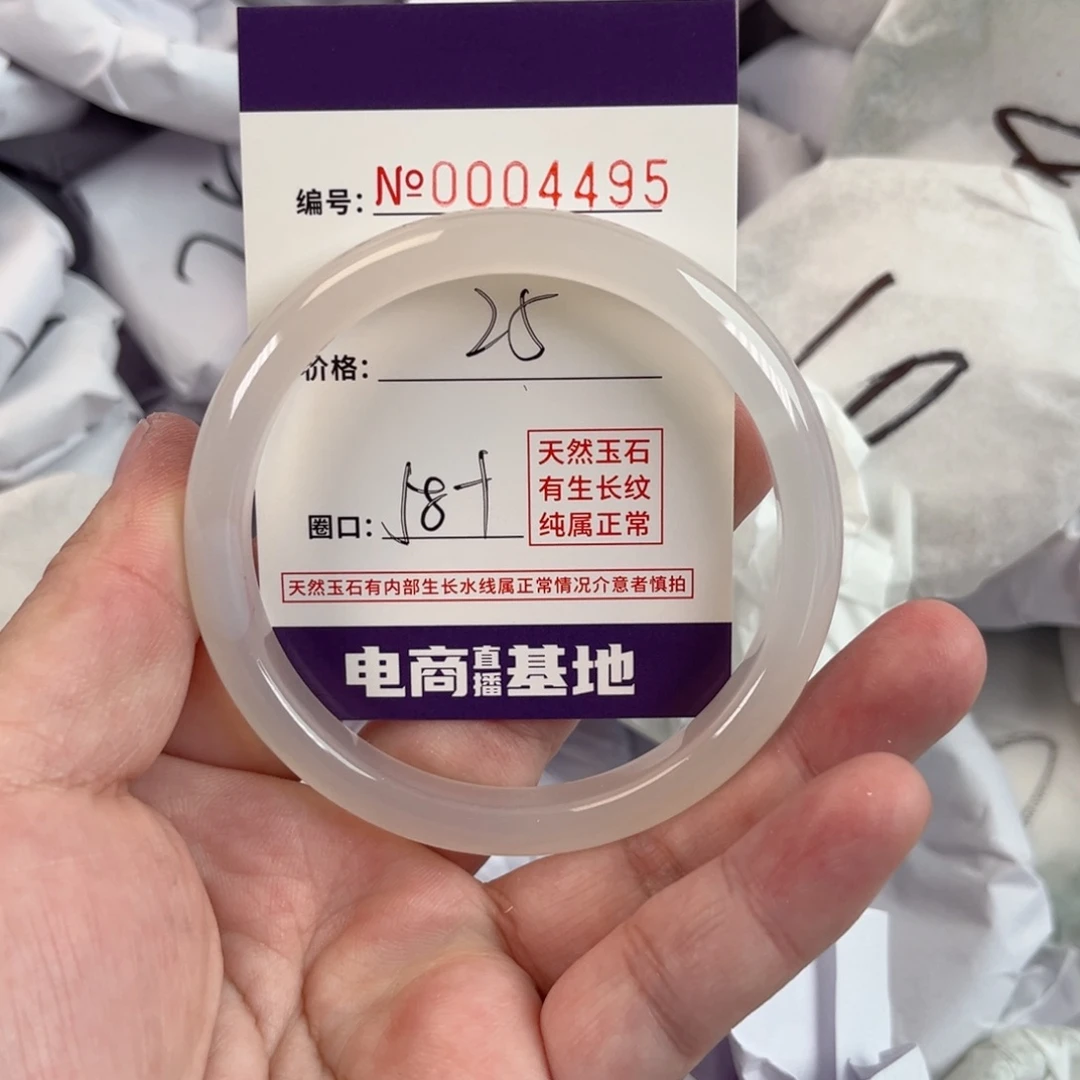 编号: №0004495
价格: 25
圈口: 58+
天然玉石
有生长纹
纯属正常
天然玉石有内部生长水线属正常情况介意者慎拍
电商直播基地